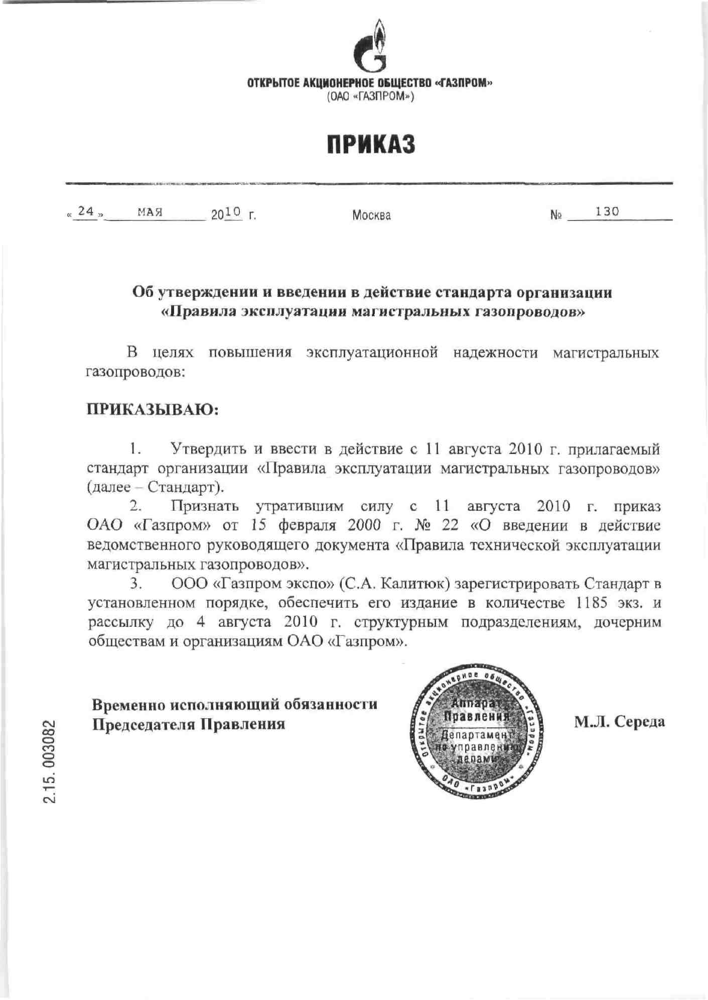 ОТКРЫТОЕ АКЦИОНЕРНОЕ ОБЩЕСТВО «ГАЗПРОМ»
(ОАО «ГАЗПРОМ»)
ПРИКАЗ
« 24 » МАЯ 2010 г. Москва № 130
Об утверждении и введении в действие стандарта организации
«Правила эксплуатации магистральных газопроводов»
В целях повышения эксплуатационной надежности магистральных
газопроводов:
ПРИКАЗЫВАЮ:
1. Утвердить и ввести в действие с 11 августа 2010 г. прилагаемый
стандарт организации «Правила эксплуатации магистральных газопроводов»
(далее – Стандарт).
2. Признать утратившим силу с 11 августа 2010 г. приказ
ОАО «Газпром» от 15 февраля 2000 г. № 22 «О введении в действие
ведомственного руководящего документа «Правила технической эксплуатации
магистральных газопроводов».
3. ООО «Газпром экспо» (С.А. Калитюк) зарегистрировать Стандарт в
установленном порядке, обеспечить его издание в количестве 1185 экз. и
рассылку до 4 августа 2010 г. структурным подразделениям, дочерним
обществам и организациям ОАО «Газпром».
Временно исполняющий обязанности
Председателя Правления
Открытое акционерное общество «Газпром»
Аппарат
Правления
Департамент
по управлению
делами
ОАО «Газпром»
М.Л. Середа
2.15. 003082